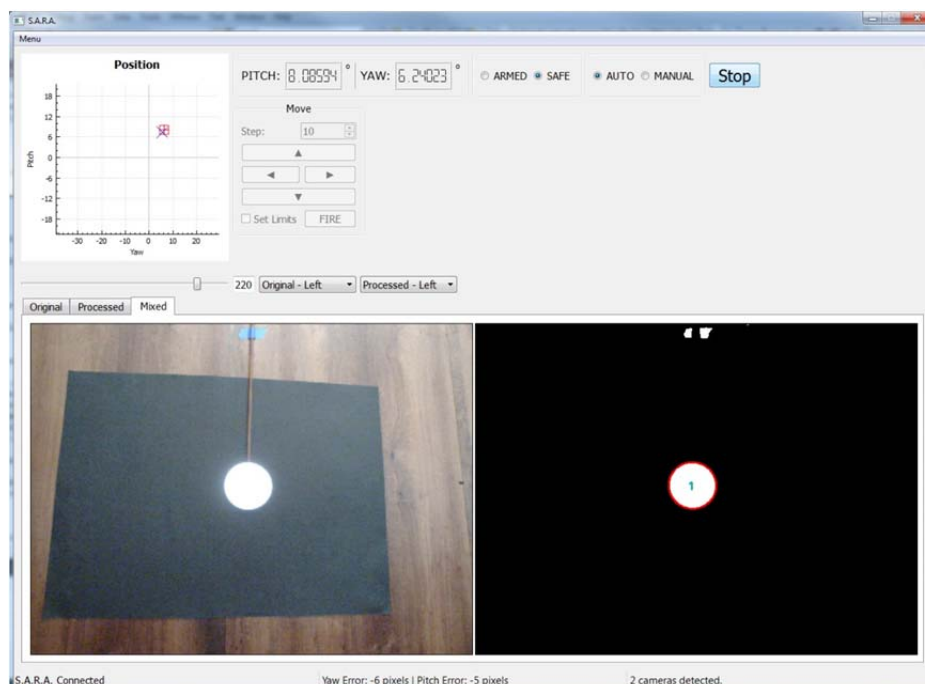 S.A.R.A.
Menu
Position
18
12
6
0
-6
-12
-18
Pitch
-30 -20 -10 0 10 20
Yaw
PITCH: 8.08594 ° YAW: 6.24023 °
ARMED SAFE
AUTO MANUAL
Stop
Move
Step: 10
Set Limits FIRE
220 Original - Left Processed - Left
Original Processed Mixed
1
S.A.R.A. Connected Yaw Error: -6 pixels | Pitch Error: -5 pixels 2 cameras detected.